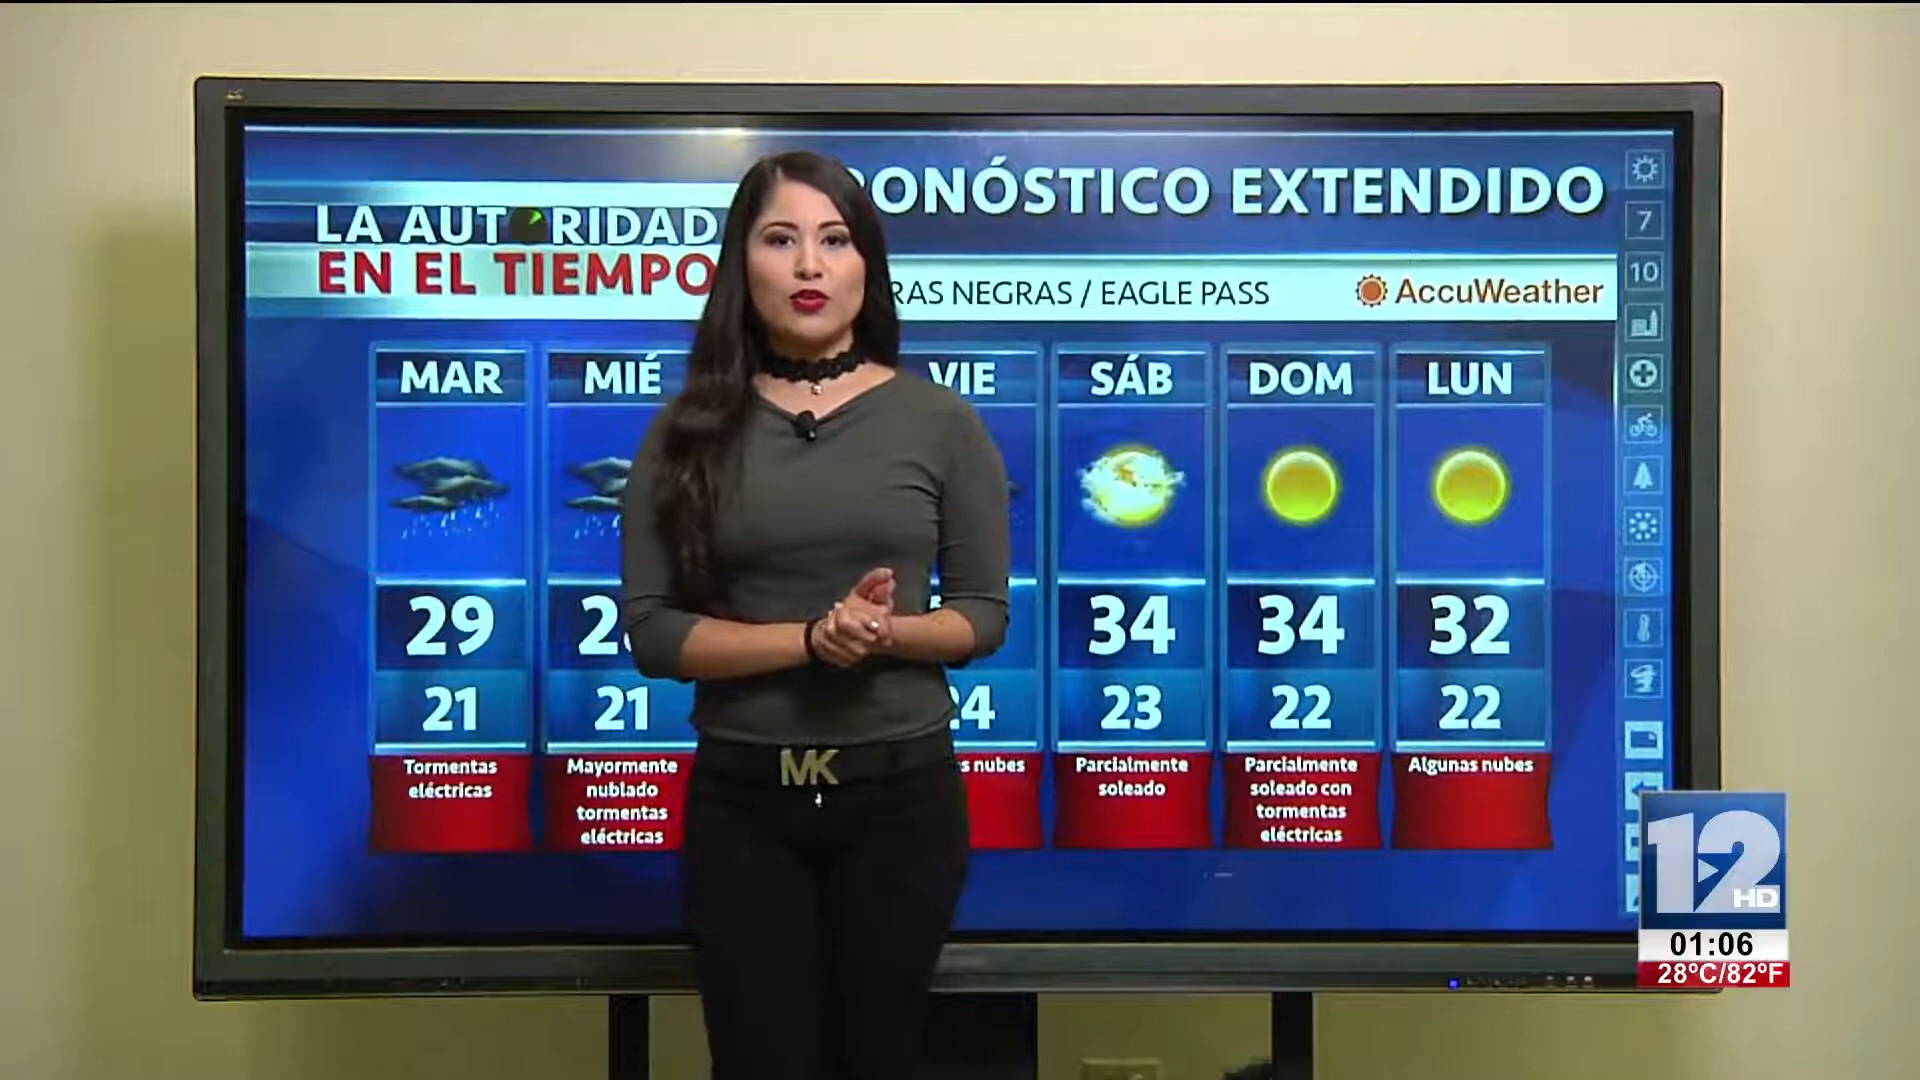 LA AUT RIDAD
EN EL TIEMPO
ONÓSTICO EXTENDIDO
RAS NEGRAS / EAGLE PASS
AccuWeather
MAR
MIÉ
VIE
SÁB
DOM
LUN
29
34
34
32
21
21
24
23
22
22
Tormentas
eléctricas
Mayormente
nublado
tormentas
eléctricas
s nubes
Parcialmente
soleado
Parcialmente
soleado con
tormentas
eléctricas
Algunas nubes
7
10
MK
12
HD
01:06
28°C/82°F